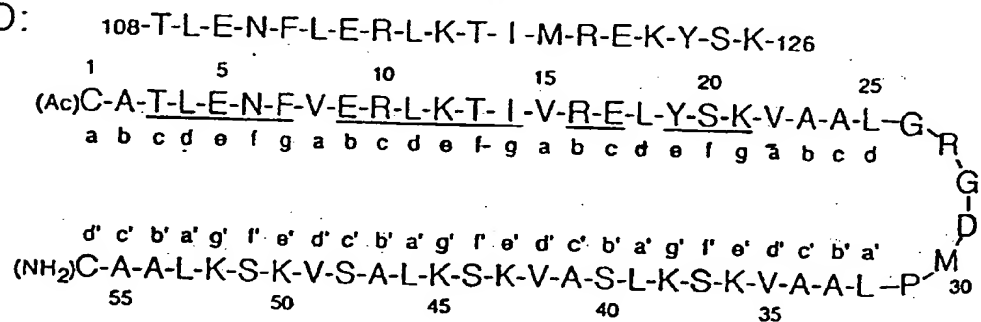 D: 108-T-L-E-N-F-L-E-R-L-K-T-I-M-R-E-K-Y-S-K-126
1 5 10 15 20 25
(Ac)C-A-T-L-E-N-F-V-E-R-L-K-T-I-V-R-E-L-Y-S-K-V-A-A-L-G
a b c d e f g a b c d e f g a b c d e f g a b c d
R
G
D
M
30
d' c' b' a' g' f' e' d' c' b' a' g' f' e' d' c' b' a' g' f' e' d' c' b' a'
(NH2)C-A-A-L-K-S-K-V-S-A-L-K-S-K-V-A-S-L-K-S-K-V-A-A-L-P
55 50 45 40 35